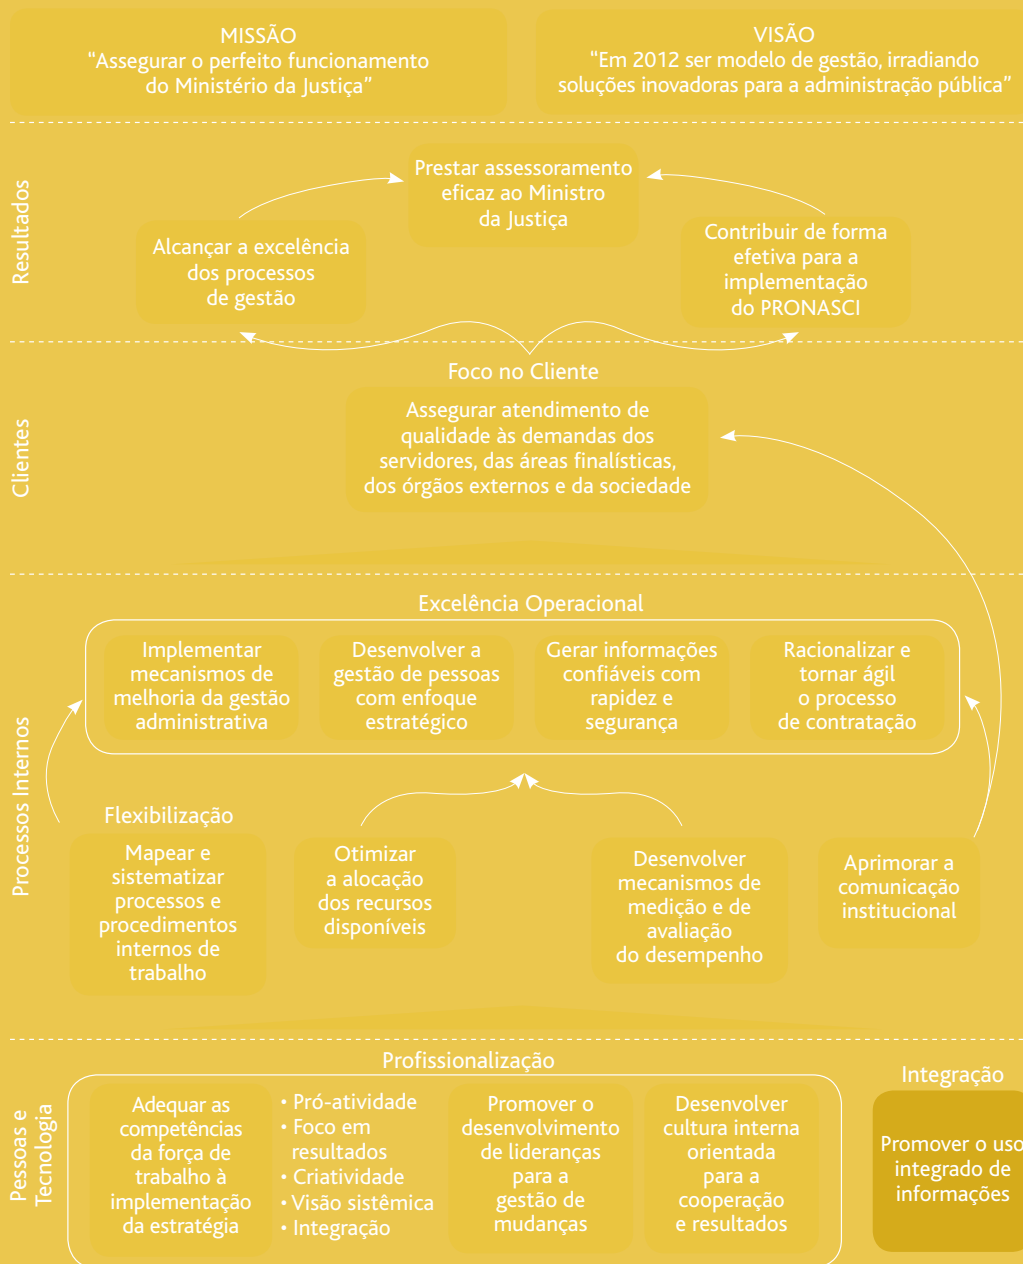 MISSÃO
“Assegurar o perfeito funcionamento
do Ministério da Justiça”
VISÃO
“Em 2012 ser modelo de gestão, irradiando
soluções inovadoras para a administração pública”
Resultados
Prestar assessoramento
eficaz ao Ministro
da Justiça
Alcançar a excelência
dos processos
de gestão
Contribuir de forma
efetiva para a
implementação
do PRONASCI
Clientes
Foco no Cliente
Assegurar atendimento de
qualidade às demandas dos
servidores, das áreas finalísticas,
dos órgãos externos e da sociedade
Processos Internos
Excelência Operacional
Implementar
mecanismos de
melhoria da gestão
administrativa
Desenvolver a
gestão de pessoas
com enfoque
estratégico
Gerar informações
confiáveis com
rapidez e
segurança
Racionalizar e
tornar ágil
o processo
de contratação
Flexibilização
Mapear e
sistematizar
processos e
procedimentos
internos de
trabalho
Otimizar
a alocação
dos recursos
disponíveis
Desenvolver
mecanismos de
medição e de
avaliação
do desempenho
Aprimorar a
comunicação
institucional
Pessoas e
Tecnologia
Profissionalização
Adequar as
competências
da força de
trabalho à
implementação
da estratégia
• Pró-atividade
• Foco em
resultados
• Criatividade
• Visão sistêmica
• Integração
Promover o
desenvolvimento
de lideranças
para a
gestão de
mudanças
Desenvolver
cultura interna
orientada
para a
cooperação
e resultados
Integração
Promover o uso
integrado de
informações